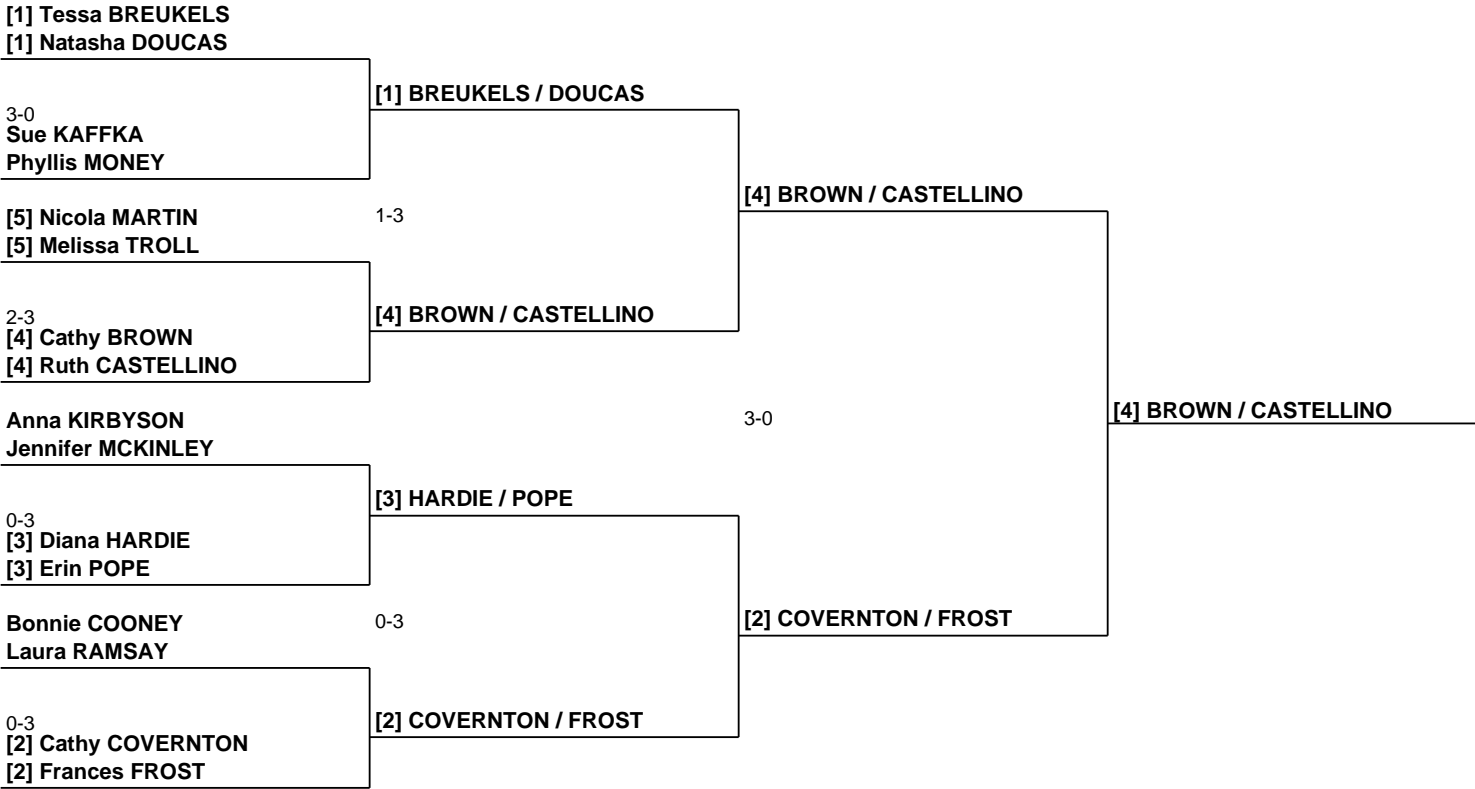 [1] Tessa BREUKELS
[1] Natasha DOUCAS
[1] BREUKELS / DOUCAS
3-0
Sue KAFFKA
Phyllis MONEY
[4] BROWN / CASTELLINO
[5] Nicola MARTIN
1-3
[5] Melissa TROLL
2-3
[4] BROWN / CASTELLINO
[4] Cathy BROWN
[4] Ruth CASTELLINO
[4] BROWN / CASTELLINO
Anna KIRBYSON
3-0
Jennifer MCKINLEY
[3] HARDIE / POPE
0-3
[3] Diana HARDIE
[3] Erin POPE
Bonnie COONEY
0-3
[2] COVERNTON / FROST
Laura RAMSAY
0-3
[2] COVERNTON / FROST
[2] Cathy COVERNTON
[2] Frances FROST